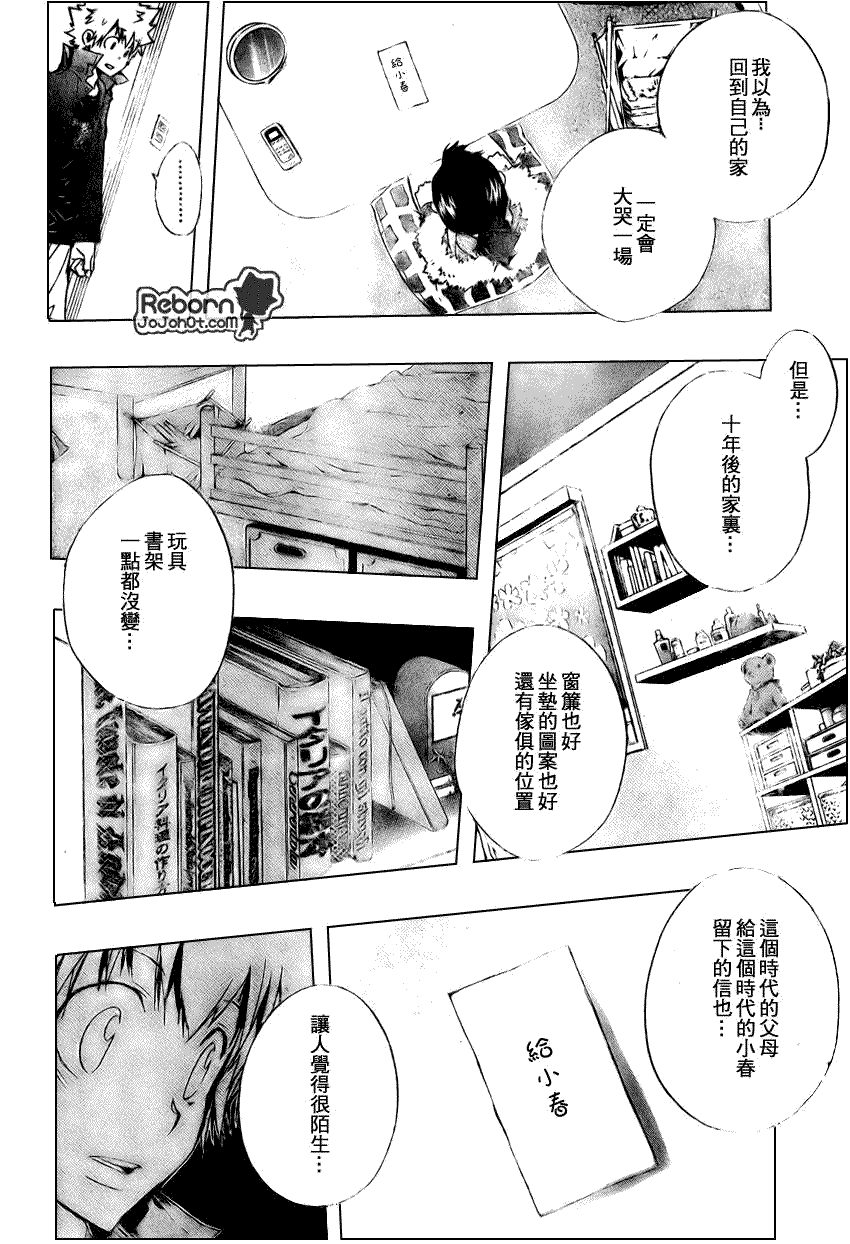 我以為…
回到自己的家
一定會
大哭一場
給小春
………
Reborn
JoJoHOt.com
但是…
十年後的家裏…
窗簾也好
坐墊的圖案也好
還有傢俱的位置
玩具
書架
一點都沒變…
イタリア料理の作り方
這個時代的父母
給這個時代的小春
留下的信也…
給小春
讓人覺得很陌生…